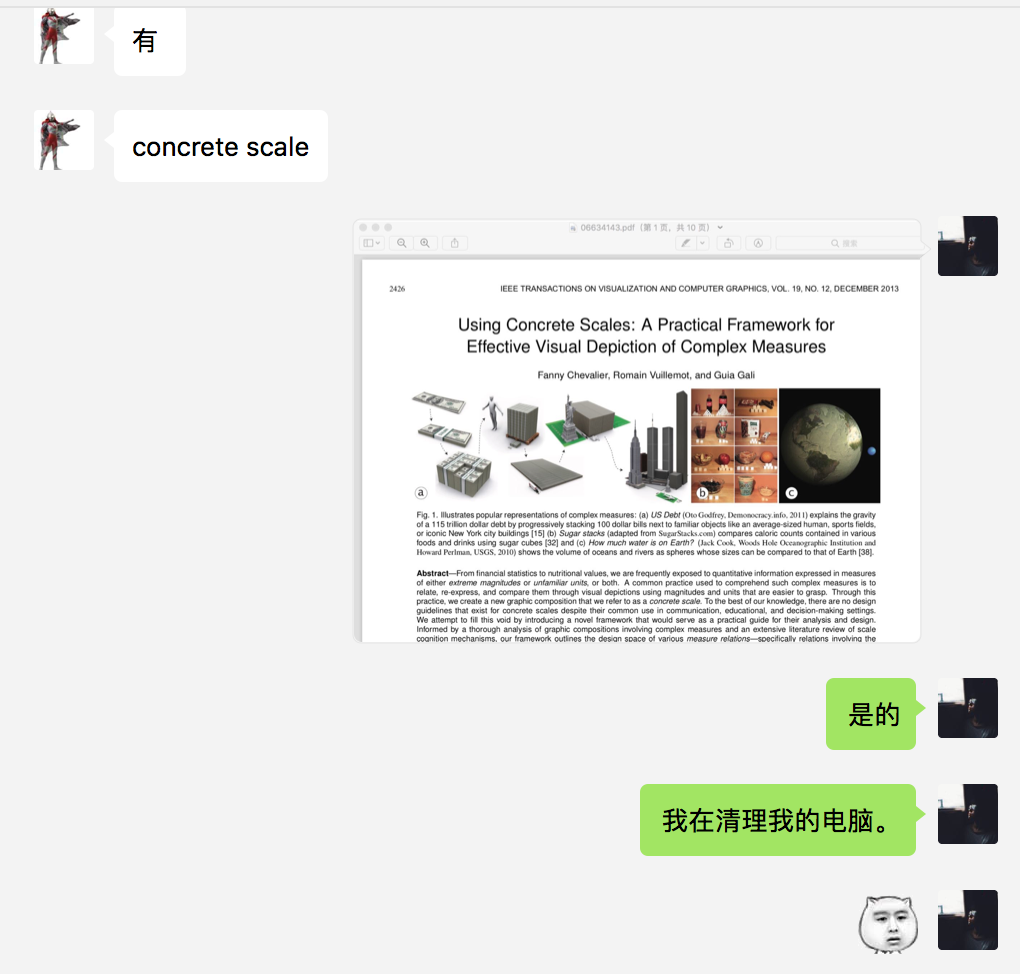 有
concrete scale
06634143.pdf（第 1 页，共 10 页）
搜索
2426
IEEE TRANSACTIONS ON VISUALIZATION AND COMPUTER GRAPHICS, VOL. 19, NO. 12, DECEMBER 2013
Using Concrete Scales: A Practical Framework for
Effective Visual Depiction of Complex Measures
Fanny Chevalier, Romain Vuillemot, and Guia Gali
a
b
c
Fig. 1. Illustrates popular representations of complex measures: (a) US Debt (Oto Godfrey, Demonocracy.info, 2011) explains the gravity
of a 115 trillion dollar debt by progressively stacking 100 dollar bills next to familiar objects like an average-sized human, sports fields,
or iconic New York city buildings [15] (b) Sugar stacks (adapted from SugarStacks.com) compares caloric counts contained in various
foods and drinks using sugar cubes [32] and (c) How much water is on Earth? (Jack Cook, Woods Hole Oceanographic Institution and
Howard Perlman, USGS, 2010) shows the volume of oceans and rivers as spheres whose sizes can be compared to that of Earth [38].
Abstract—From financial statistics to nutritional values, we are frequently exposed to quantitative information expressed in measures
of either extreme magnitudes or unfamiliar units, or both. A common practice used to comprehend such complex measures is to
relate, re-express, and compare them through visual depictions using magnitudes and units that are easier to grasp. Through this
practice, we create a new graphic composition that we refer to as a concrete scale. To the best of our knowledge, there are no design
guidelines that exist for concrete scales despite their common use in communication, educational, and decision-making settings.
We attempt to fill this void by introducing a novel framework that would serve as a practical guide for their analysis and design.
Informed by a thorough analysis of graphic compositions involving complex measures and an extensive literature review of scale
cognition mechanisms, our framework outlines the design space of various measure relations—specifically relations involving the
是的
我在清理我的电脑。